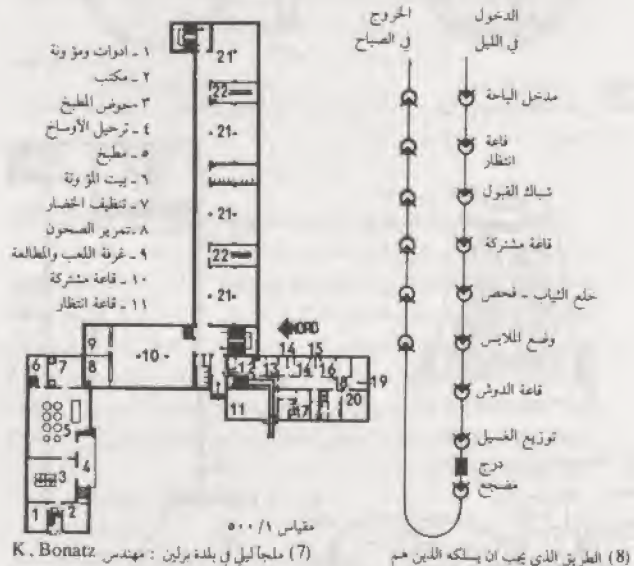 الدخول
في الليل
الخروج
في الصباح
مدخل الباحة
قاعة
انتظار
شباك القبول
قاعة مشتركة
خلع الثياب - فحص
وضع الملابس
قاعة الدوش
توزيع الغسيل
درج
مضجع
(8) الطريق الذي يجب ان يسلكه الذين هم
١ - ادوات ومؤونة
٢ - مكتب
٣ - حوض المطبخ
٤ - ترحيل الأوساخ
٥ - مطبخ
٦ - بيت المؤونة
٧ - تنظيف الخضار
٨ - تمرير الصحون
٩ - غرفة اللعب والمطالعة
١٠ - قاعة مشتركة
١١ - قاعة انتظار
21
22
21
21
22
21
NORD
14 15
9
8
10
12 13 14 16
18
19
6
7
11
17
20
5
3
4
1
2
مقياس ١/٥٠٠
(7) ملجأ ليلي في بلدة برلين : مهندس K. Bonatz